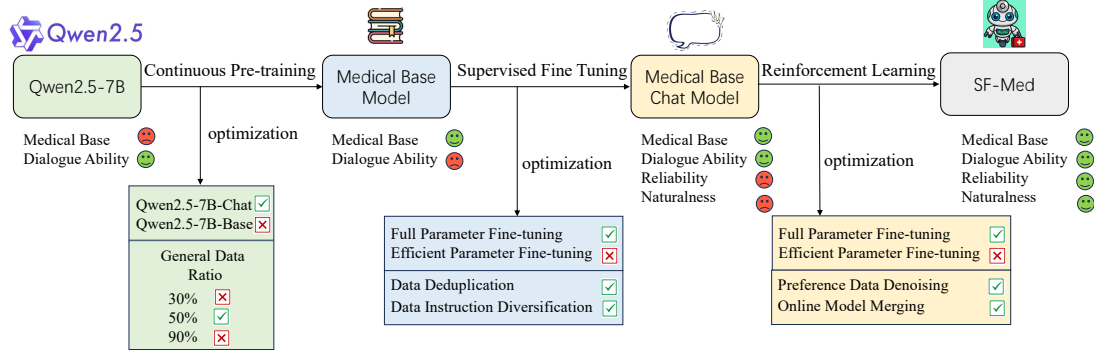 Qwen2.5
Qwen2.5-7B
Continuous Pre-training
Medical Base
Model
Supervised Fine Tuning
Medical Base
Chat Model
Reinforcement Learning
SF-Med
Medical Base
Dialogue Ability
optimization
Medical Base
Dialogue Ability
optimization
Medical Base
Dialogue Ability
Reliability
Naturalness
optimization
Medical Base
Dialogue Ability
Reliability
Naturalness
Qwen2.5-7B-Chat
Qwen2.5-7B-Base
General Data
Ratio
30%
50%
90%
Full Parameter Fine-tuning
Efficient Parameter Fine-tuning
Data Deduplication
Data Instruction Diversification
Full Parameter Fine-tuning
Efficient Parameter Fine-tuning
Preference Data Denoising
Online Model Merging